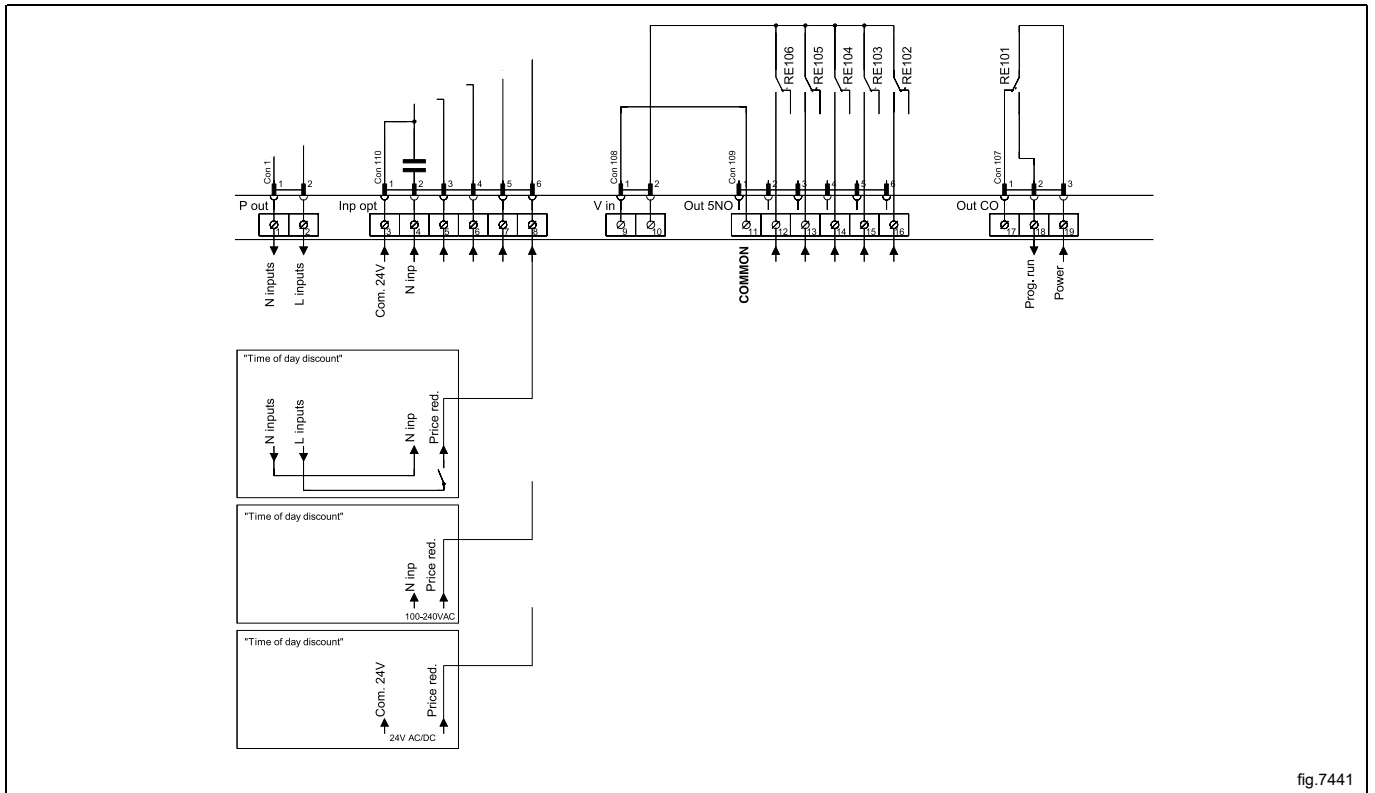 RE106
RE105
RE104
RE103
RE102
RE101
Con 1
Con 110
Con 108
Con 109
Con 107
1 2
1 2 3 4 5 6
1 2
1 2 3 4 5 6
1 2 3
P out
Inp opt
V in
Out 5NO
Out CO
1 2
3 4 5 6 7 8
9 10
11 12 13 14 15 16
17 18 19
N inputs
L inputs
Com. 24V
N inp
COMMON
Prog. run
Power
"Time of day discount"
N inputs
L inputs
N inp
Price red.
"Time of day discount"
N inp
Price red.
100-240VAC
"Time of day discount"
Com. 24V
Price red.
24V AC/DC
fig.7441